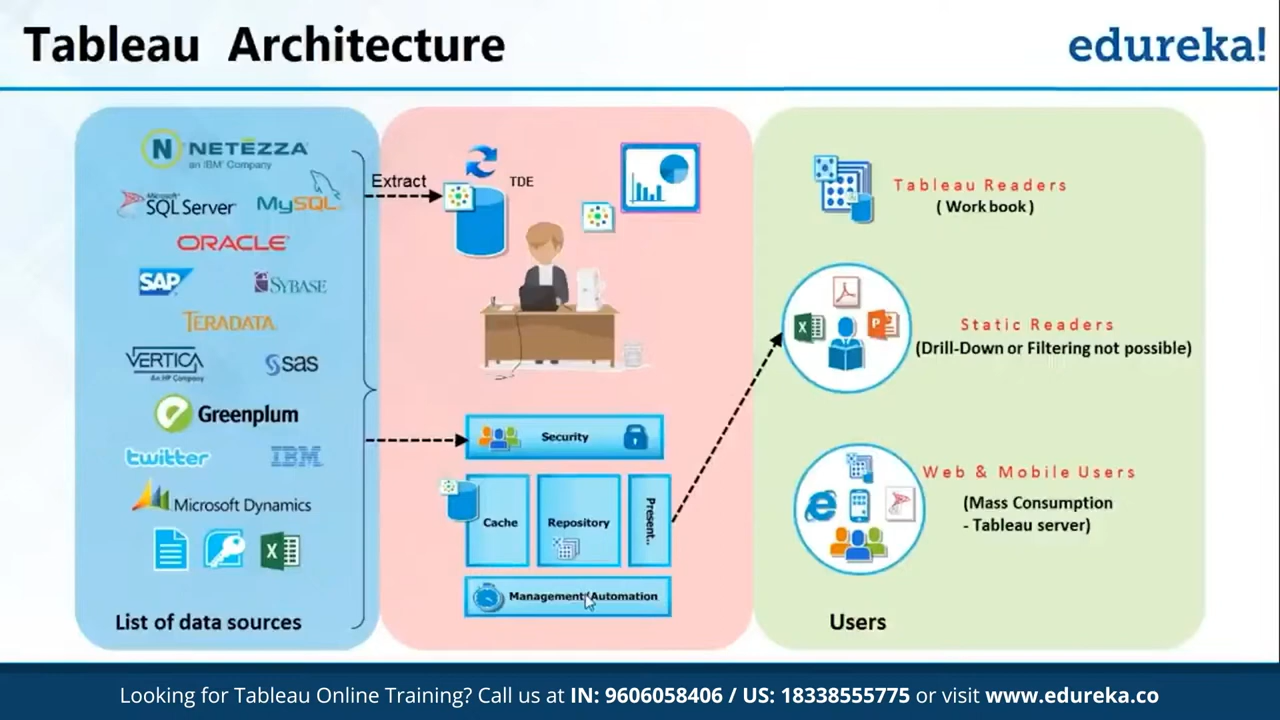 Tableau Architecture
edureka!
NETEZZA
an IBM Company
Microsoft
SQL Server
MySQL
ORACLE
SAP
SYBASE
TERADATA
VERTICA
An HP Company
sas
Greenplum
twitter
IBM
Microsoft Dynamics
List of data sources
Extract
TDE
Security
Cache
Repository
Present..
Management/Automation
Tableau Readers
( Work book )
Static Readers
(Drill-Down or Filtering not possible)
Web & Mobile Users
(Mass Consumption
- Tableau server)
Users
Looking for Tableau Online Training? Call us at IN: 9606058406 / US: 18338555775 or visit www.edureka.co